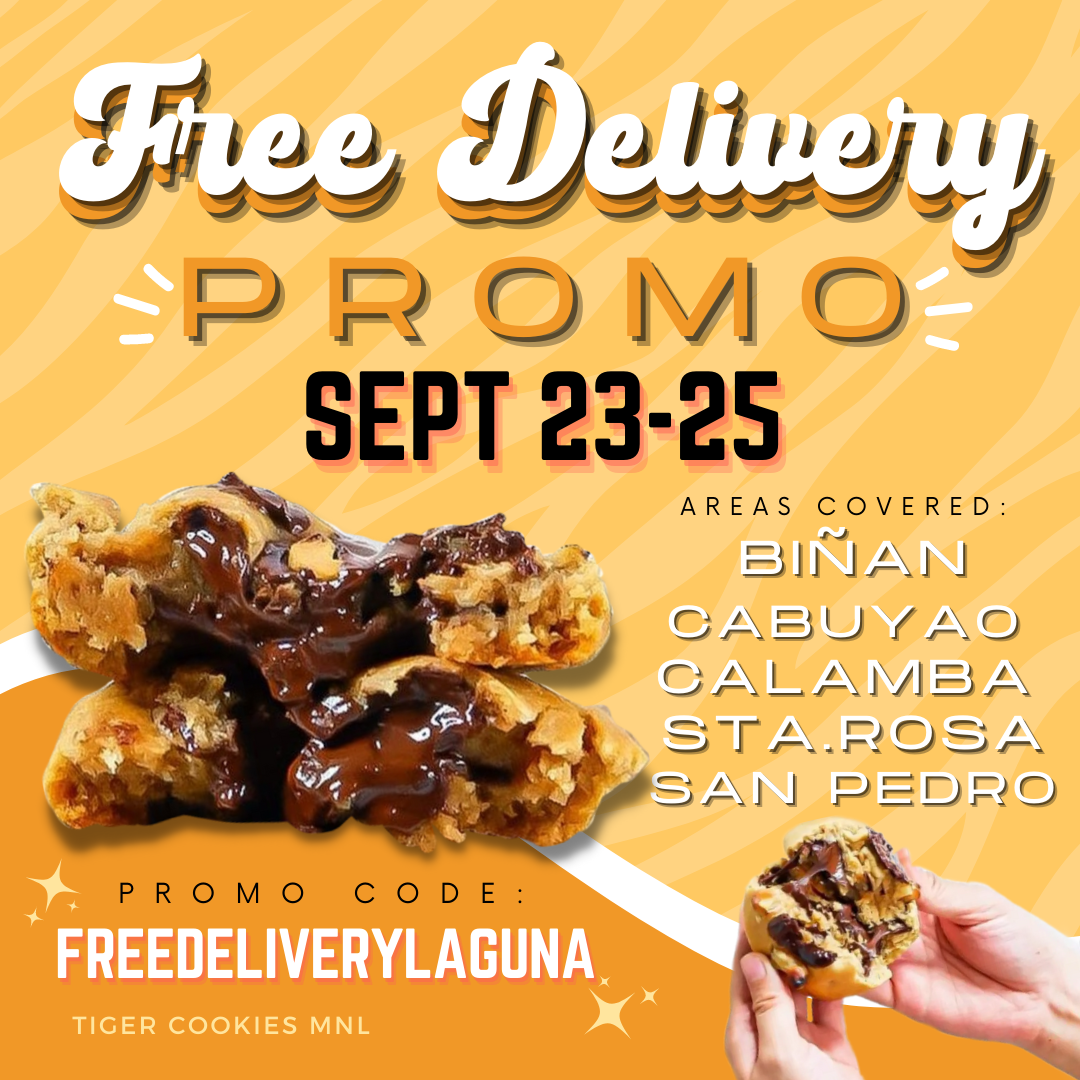 Free Delivery
PROMO
SEPT 23-25
AREAS COVERED:
BIÑAN
CABUYAO
CALAMBA
STA.ROSA
SAN PEDRO
PROMO CODE:
FREEDELIVERYLAGUNA
TIGER COOKIES MNL